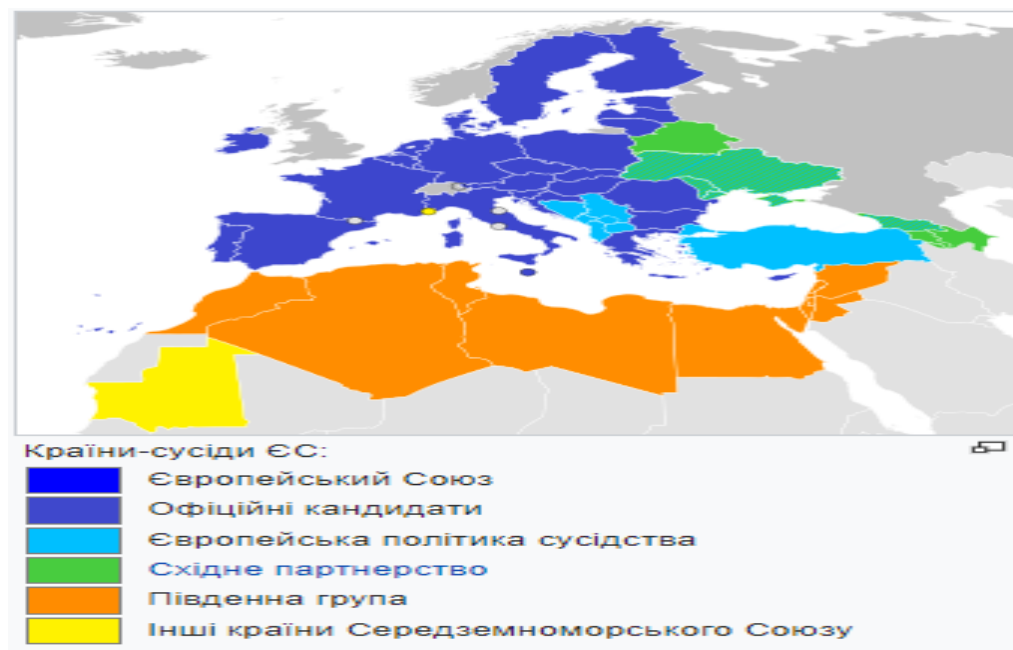 Країни-сусіди ЄС:
Європейський Союз
Офіційні кандидати
Європейська політика сусідства
Східне партнерство
Південна група
Інші країни Середземноморського Союзу